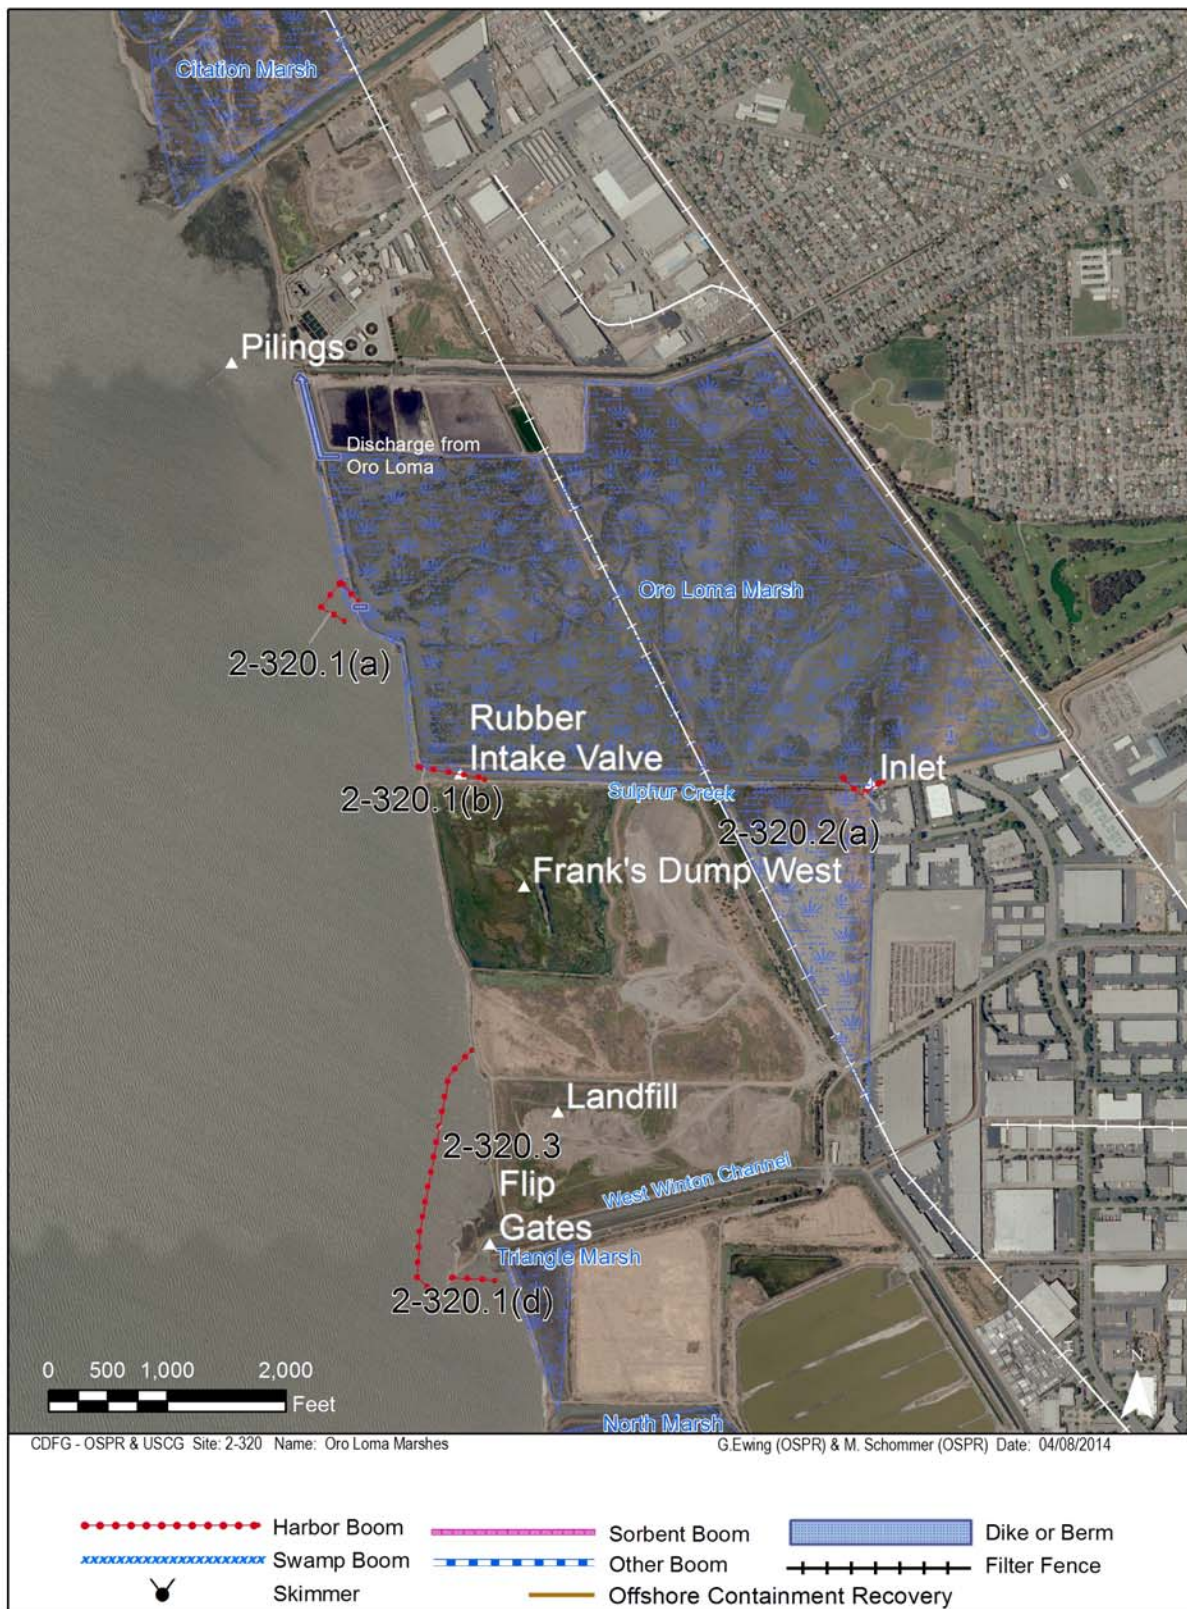 Citation Marsh
Pilings
Discharge from
Oro Loma
Oro Loma Marsh
2-320.1(a)
Rubber
Intake Valve
Inlet
2-320.1(b)
Sulphur Creek
2-320.2(a)
Frank's Dump West
Landfill
2-320.3
Flip
Gates
West Winton Channel
Triangle Marsh
2-320.1(d)
0 500 1,000 2,000
Feet
N
North Marsh
CDFG - OSPR & USCG Site: 2-320 Name: Oro Loma Marshes G.Ewing (OSPR) & M. Schommer (OSPR) Date: 04/08/2014
Harbor Boom Sorbent Boom Dike or Berm
Swamp Boom Other Boom Filter Fence
Skimmer Offshore Containment Recovery